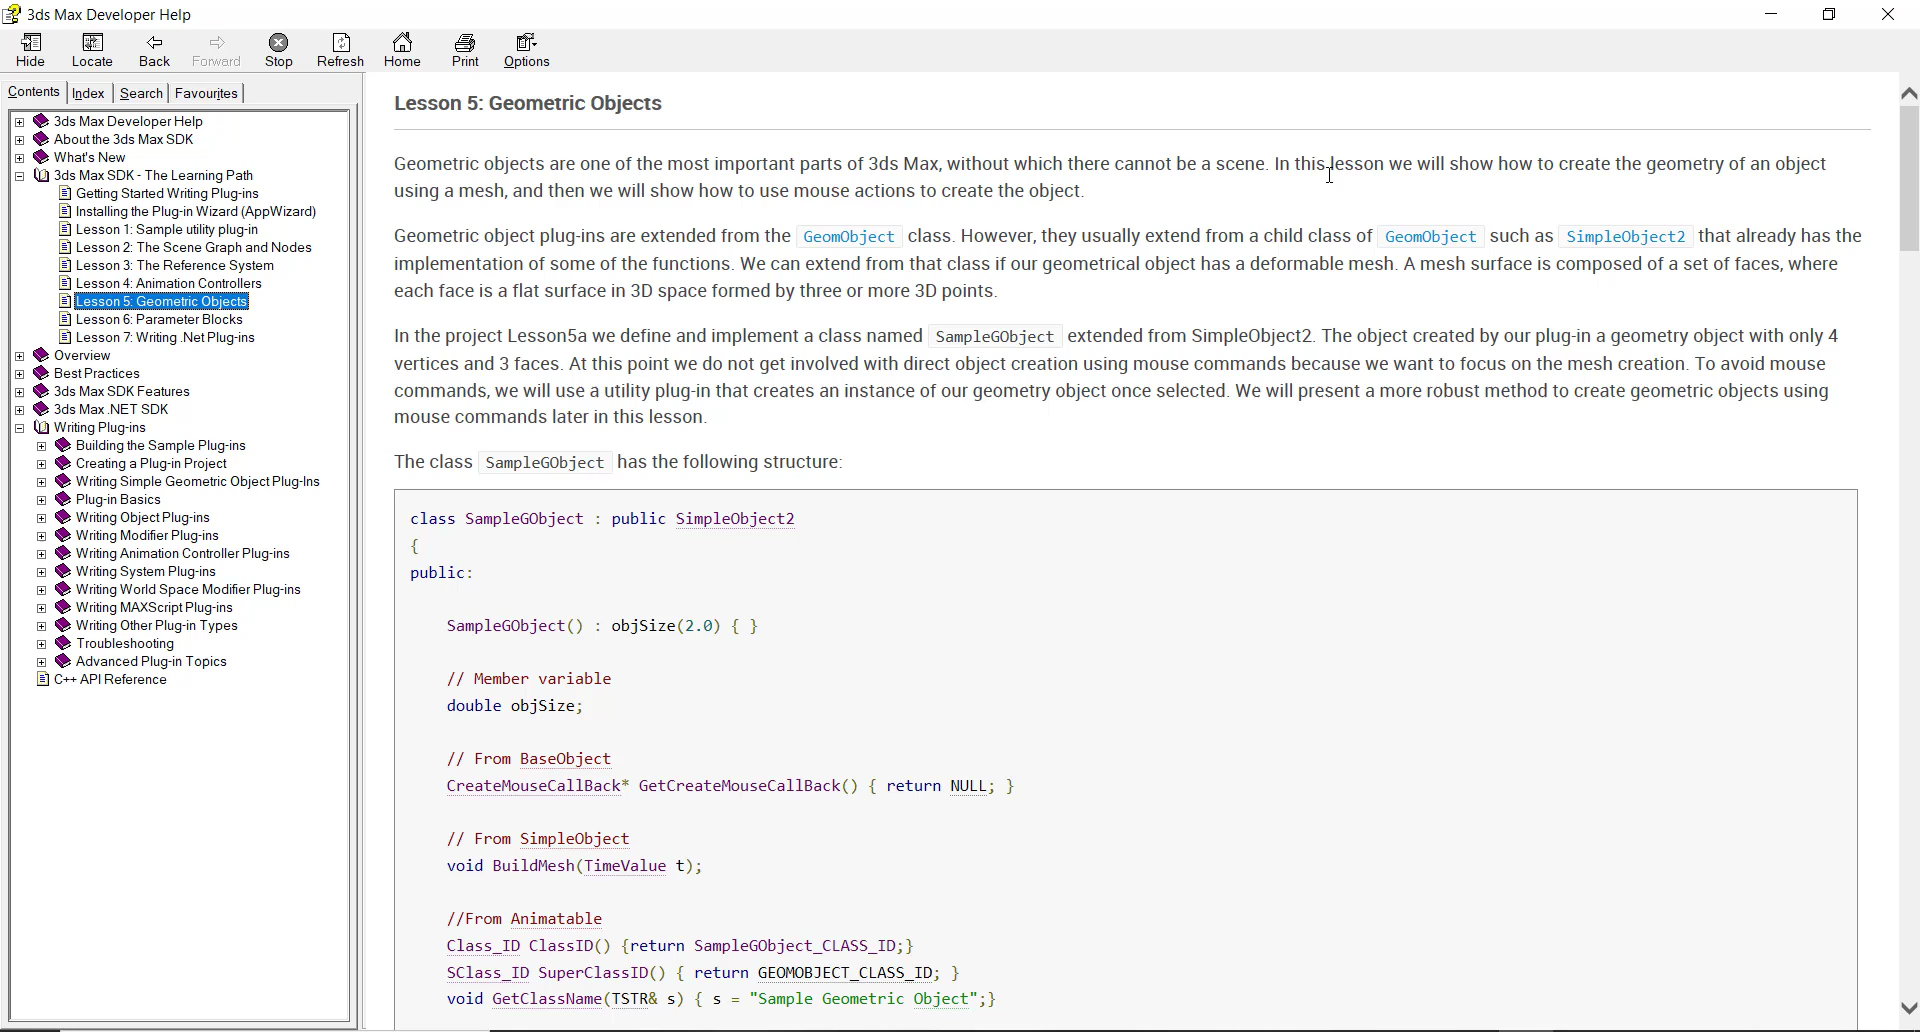 3ds Max Developer Help
Hide Locate Back Forward Stop Refresh Home Print Options
Contents Index Search Favourites
3ds Max Developer Help
About the 3ds Max SDK
What's New
3ds Max SDK - The Learning Path
Getting Started Writing Plug-ins
Installing the Plug-in Wizard (AppWizard)
Lesson 1: Sample utility plug-in
Lesson 2: The Scene Graph and Nodes
Lesson 3: The Reference System
Lesson 4: Animation Controllers
Lesson 5: Geometric Objects
Lesson 6: Parameter Blocks
Lesson 7: Writing .Net Plug-ins
Overview
Best Practices
3ds Max SDK Features
3ds Max .NET SDK
Writing Plug-ins
Building the Sample Plug-ins
Creating a Plug-in Project
Writing Simple Geometric Object Plug-Ins
Plug-in Basics
Writing Object Plug-ins
Writing Modifier Plug-ins
Writing Animation Controller Plug-ins
Writing System Plug-ins
Writing World Space Modifier Plug-ins
Writing MAXScript Plug-ins
Writing Other Plug-in Types
Troubleshooting
Advanced Plug-in Topics
C++ API Reference
Lesson 5: Geometric Objects
Geometric objects are one of the most important parts of 3ds Max, without which there cannot be a scene. In this lesson we will show how to create the geometry of an object
using a mesh, and then we will show how to use mouse actions to create the object.
Geometric object plug-ins are extended from the GeomObject class. However, they usually extend from a child class of GeomObject such as SimpleObject2 that already has the
implementation of some of the functions. We can extend from that class if our geometrical object has a deformable mesh. A mesh surface is composed of a set of faces, where
each face is a flat surface in 3D space formed by three or more 3D points.
In the project Lesson5a we define and implement a class named SampleGObject extended from SimpleObject2. The object created by our plug-in a geometry object with only 4
vertices and 3 faces. At this point we do not get involved with direct object creation using mouse commands because we want to focus on the mesh creation. To avoid mouse
commands, we will use a utility plug-in that creates an instance of our geometry object once selected. We will present a more robust method to create geometric objects using
mouse commands later in this lesson.
The class SampleGObject has the following structure:
class SampleGObject : public SimpleObject2
{
public:
SampleGObject() : objSize(2.0) { }
// Member variable
double objSize;
// From BaseObject
CreateMouseCallBack* GetCreateMouseCallBack() { return NULL; }
// From SimpleObject
void BuildMesh(TimeValue t);
//From Animatable
Class_ID ClassID() {return SampleGObject_CLASS_ID;}
SClass_ID SuperClassID() { return GEOMOBJECT_CLASS_ID; }
void GetClassName(TSTR& s) { s = "Sample Geometric Object";}